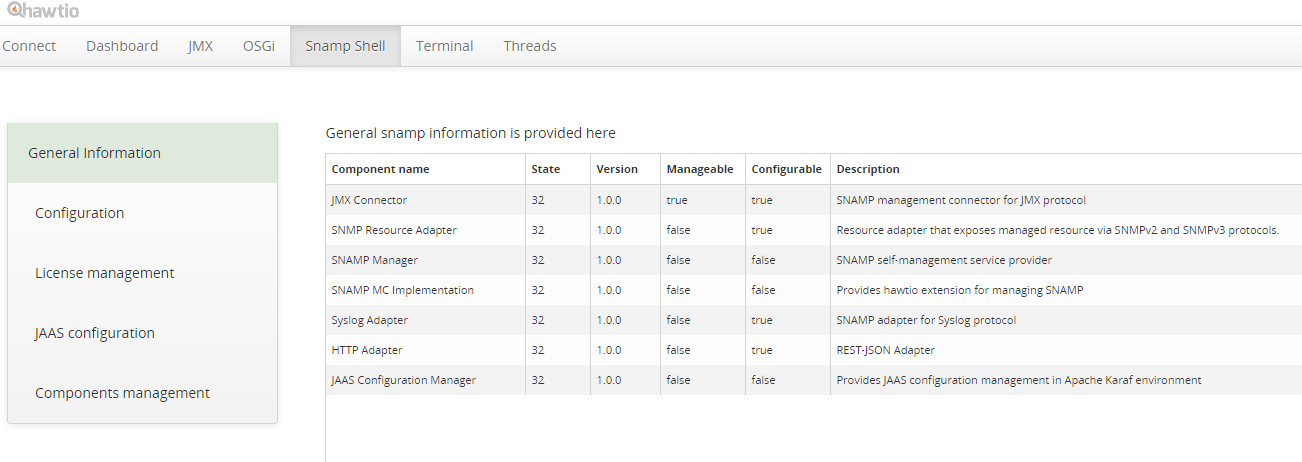 hawtio
Connect Dashboard JMX OSGi Snamp Shell Terminal Threads
General Information
Configuration
License management
JAAS configuration
Components management
General snamp information is provided here
Component name State Version Manageable Configurable Description
JMX Connector 32 1.0.0 true true SNAMP management connector for JMX protocol
SNMP Resource Adapter 32 1.0.0 false true Resource adapter that exposes managed resource via SNMPv2 and SNMPv3 protocols.
SNAMP Manager 32 1.0.0 false false SNAMP self-management service provider
SNAMP MC Implementation 32 1.0.0 false false Provides hawtio extension for managing SNAMP
Syslog Adapter 32 1.0.0 false true SNAMP adapter for Syslog protocol
HTTP Adapter 32 1.0.0 false true REST-JSON Adapter
JAAS Configuration Manager 32 1.0.0 false false Provides JAAS configuration management in Apache Karaf environment